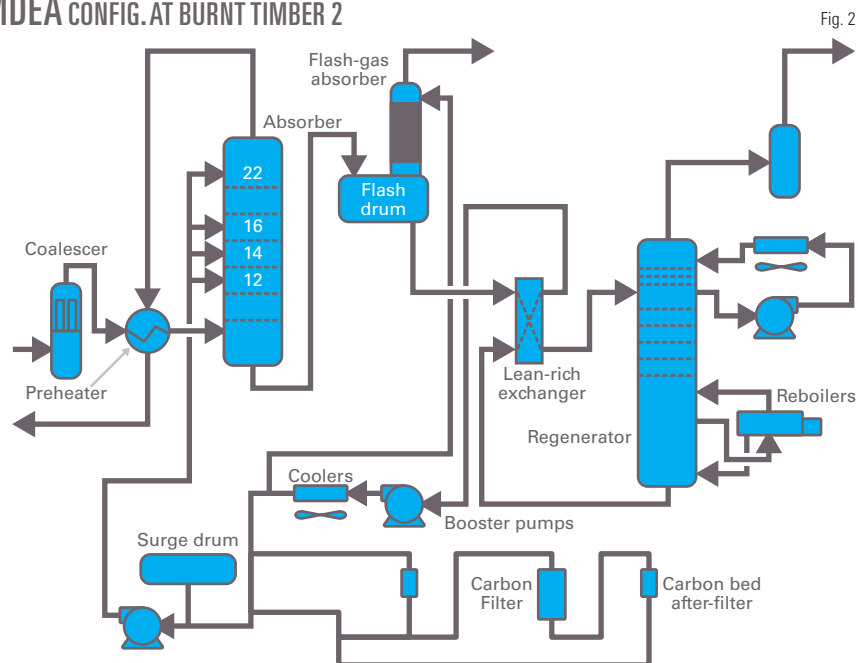 MDEA CONFIG. AT BURNT TIMBER 2
Fig. 2
Flash-gas
absorber
Absorber
22
Flash
drum
16
14
12
Coalescer
Preheater
Lean-rich
exchanger
Reboilers
Regenerator
Coolers
Booster pumps
Surge drum
Carbon
Filter
Carbon bed
after-filter